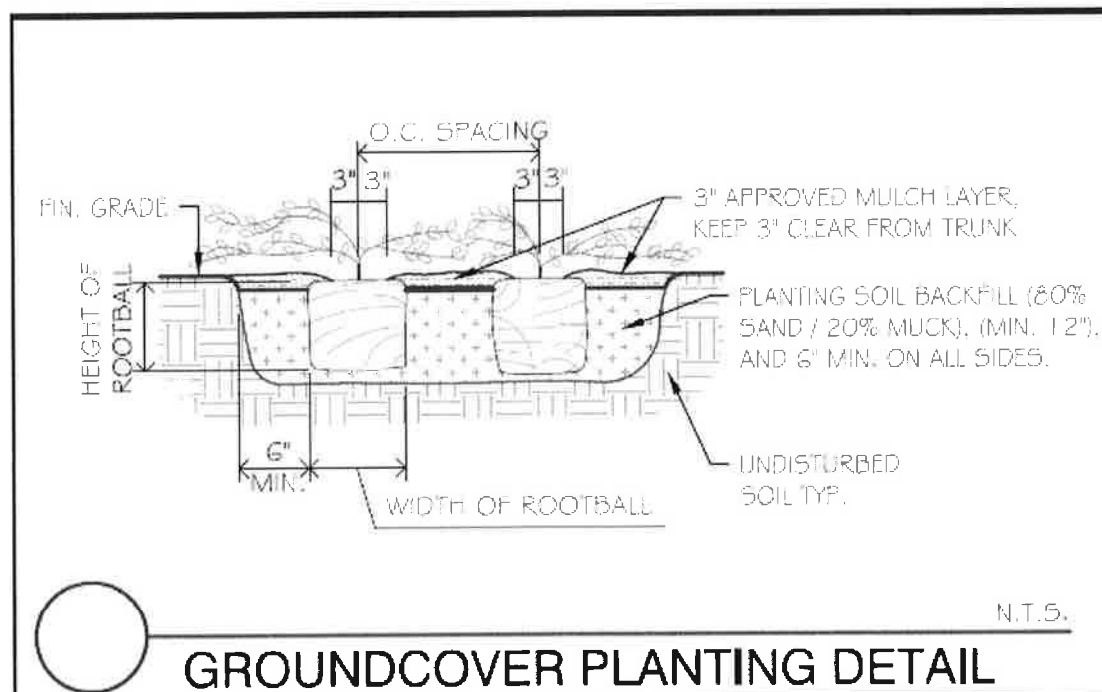 O.C. SPACING
3" 3" 3" 3"
FIN. GRADE
3" APPROVED MULCH LAYER,
KEEP 3" CLEAR FROM TRUNK
HEIGHT OF
ROOTBALL
PLANTING SOIL BACKFILL (80%
SAND / 20% MUCK), (MIN. 12"),
AND 6" MIN. ON ALL SIDES.
6"
MIN.
WIDTH OF ROOTBALL
UNDISTURBED
SOIL TYP.
N.T.S.
GROUNDCOVER PLANTING DETAIL